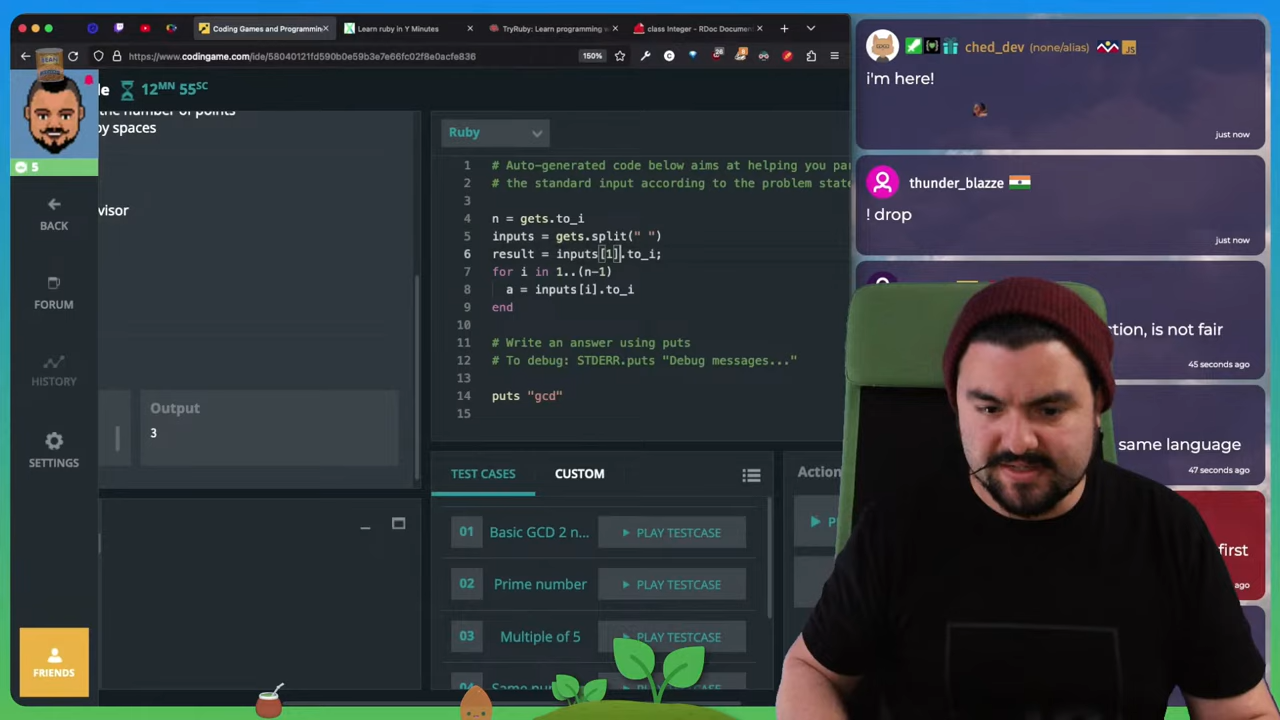 Coding Games and Programmin
Learn ruby in Y Minutes
TryRuby: Learn programming
class Integer - RDoc Documen
https://www.codingame.com/ide/58040121fd590b0e59b3e7e6fc02f8e0acfc836
150%
de
12MN 55SC
the number of points
by spaces
visor
5
BACK
FORUM
HISTORY
SETTINGS
FRIENDS
Output
3
Ruby
1 # Auto-generated code below aims at helping you par
2 # the standard input according to the problem state
3
4 n = gets.to_i
5 inputs = gets.split(" ")
6 result = inputs[1].to_i;
7 for i in 1..(n-1)
8 a = inputs[i].to_i
9 end
10
11 # Write an answer using puts
12 # To debug: STDERR.puts "Debug messages..."
13
14 puts "gcd"
15
TEST CASES
CUSTOM
Action
01 Basic GCD 2 n... PLAY TESTCASE
02 Prime number PLAY TESTCASE
03 Multiple of 5 PLAY TESTCASE
ched_dev (none/alias)
JS
i'm here!
just now
thunder_blazze
! drop
just now
ction, is not fair
45 seconds ago
same language
47 seconds ago
first
ago